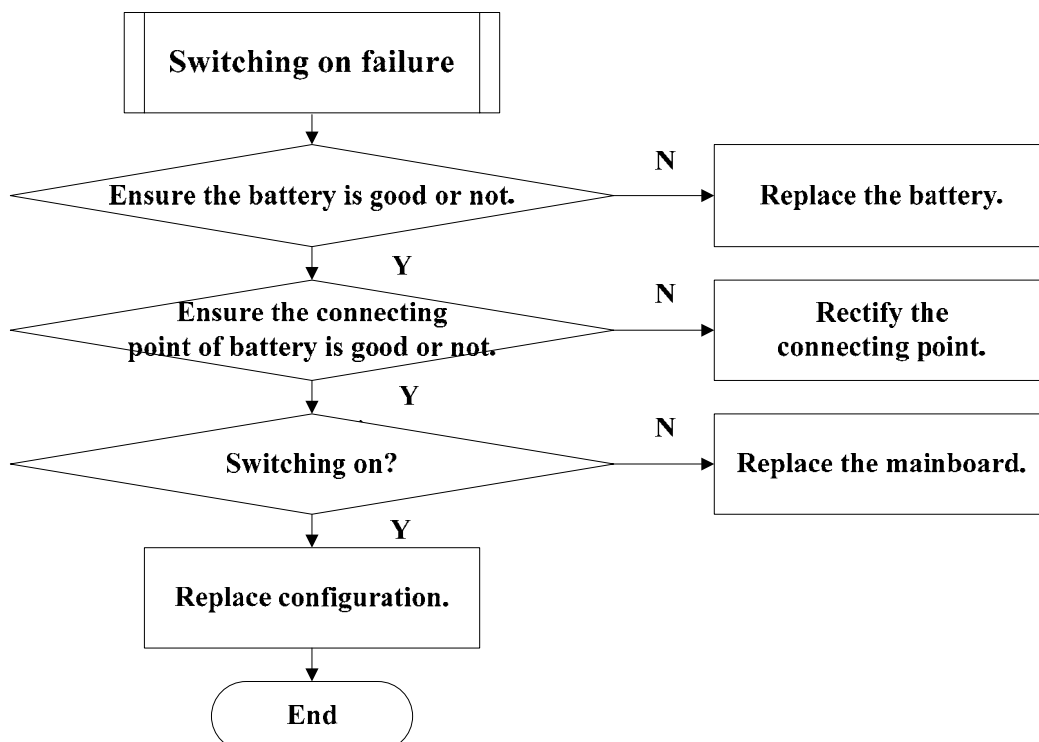 Switching on failure
N
Ensure the battery is good or not.
Replace the battery.
Y
N
Ensure the connecting
point of battery is good or not.
Rectify the
connecting point.
Y
N
Switching on?
Replace the mainboard.
Y
Replace configuration.
End